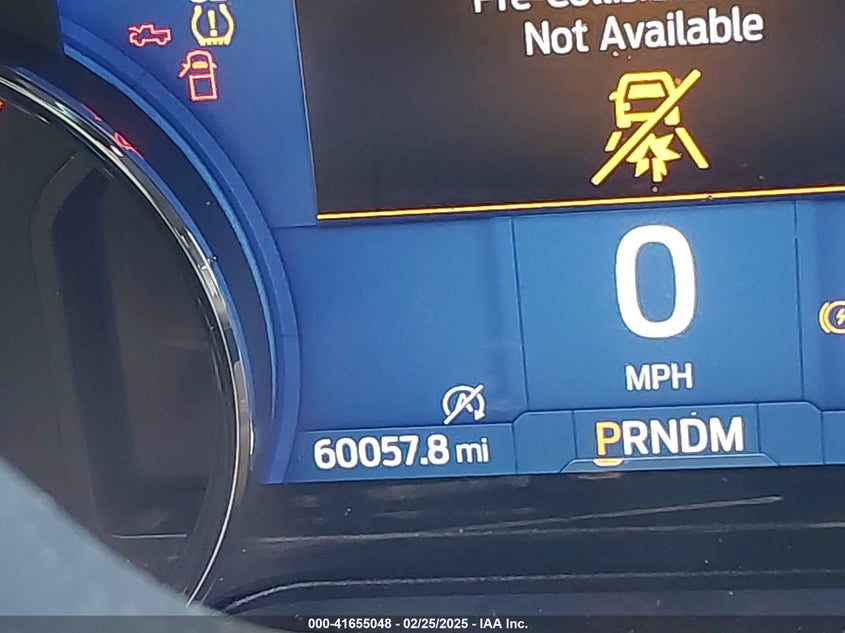 Not Available
0
MPH
60057.8 mi
PRNDM
000-41655048 - 02/25/2025 - IAA Inc.